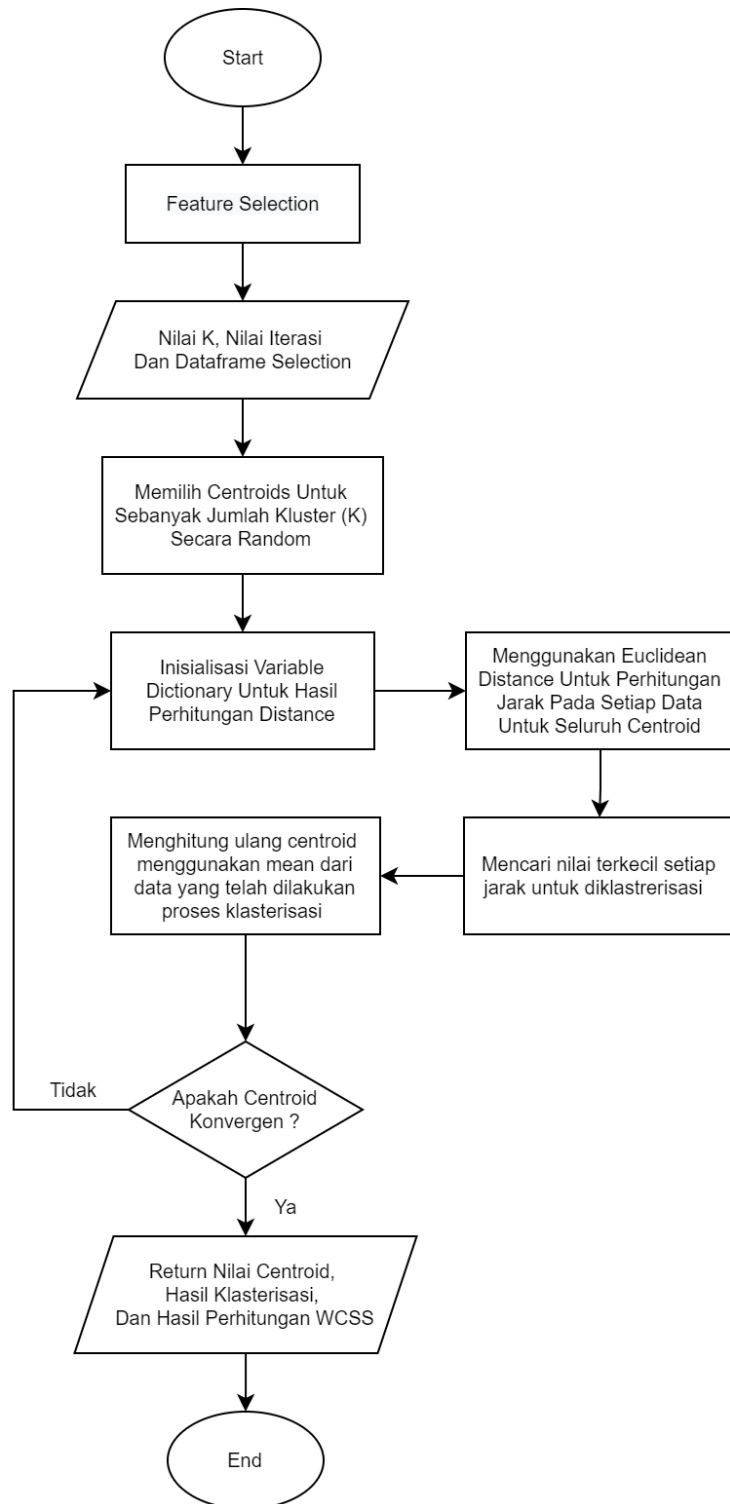 Start
Feature Selection
Nilai K, Nilai Iterasi
Dan Dataframe Selection
Memilih Centroids Untuk
Sebanyak Jumlah Kluster (K)
Secara Random
Inisialisasi Variable
Dictionary Untuk Hasil
Perhitungan Distance
Menggunakan Euclidean
Distance Untuk Perhitungan
Jarak Pada Setiap Data
Untuk Seluruh Centroid
Mencari nilai terkecil setiap
jarak untuk diklastrerisasi
Menghitung ulang centroid
menggunakan mean dari
data yang telah dilakukan
proses klasterisasi
Apakah Centroid
Konvergen ?
Tidak
Ya
Return Nilai Centroid,
Hasil Klasterisasi,
Dan Hasil Perhitungan WCSS
End